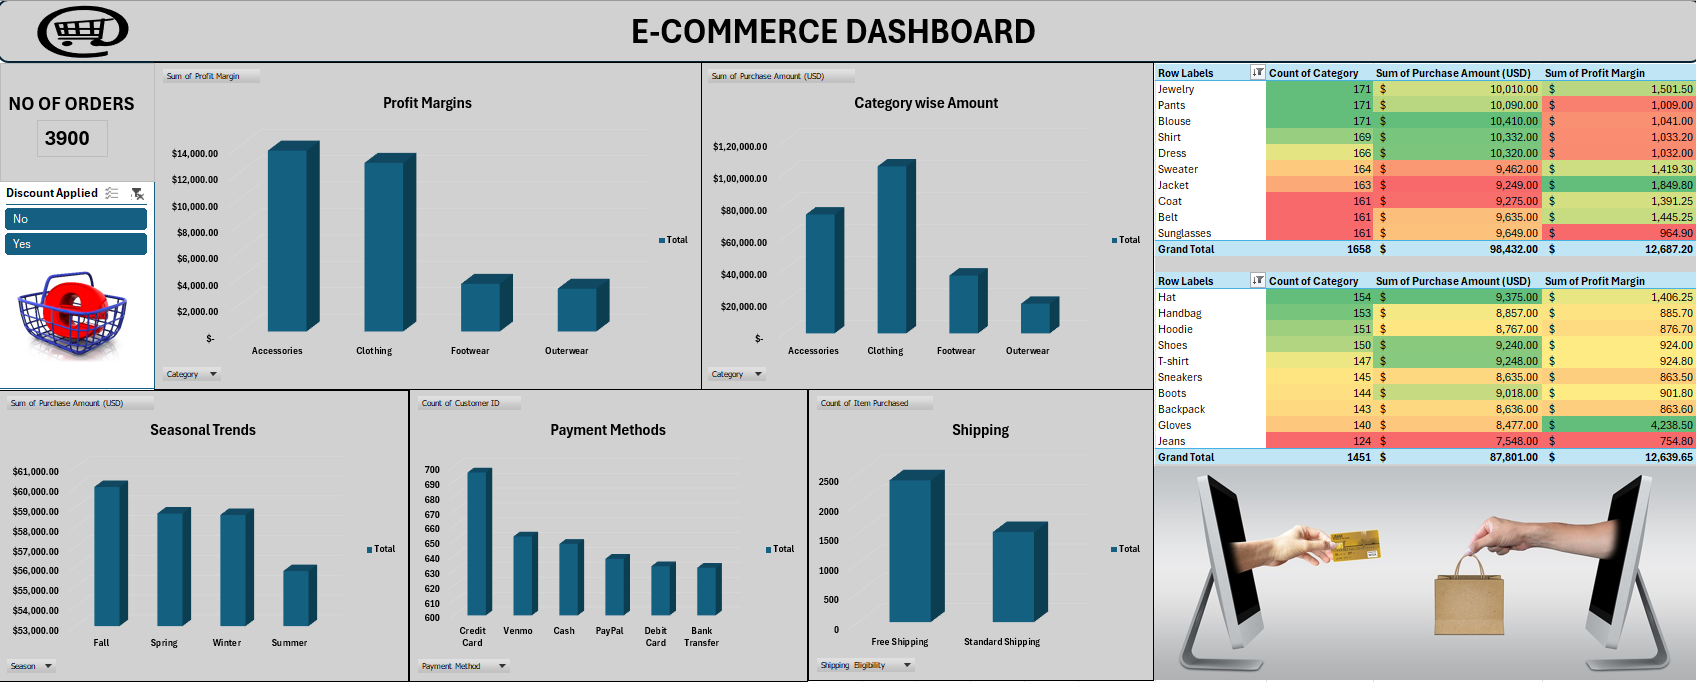 E-COMMERCE DASHBOARD
NO OF ORDERS
3900
Discount Applied
No
Yes
Sum of Profit Margin
Profit Margins
$14,000.00
$12,000.00
$10,000.00
$8,000.00
$6,000.00
$4,000.00
$2,000.00
$-
Accessories Clothing Footwear Outerwear
Total
Category
Sum of Purchase Amount (USD)
Category wise Amount
$1,20,000.00
$1,00,000.00
$80,000.00
$60,000.00
$40,000.00
$20,000.00
$-
Accessories Clothing Footwear Outerwear
Total
Category
Row Labels Count of Category Sum of Purchase Amount (USD) Sum of Profit Margin
Jewelry 171 $ 10,010.00 $ 1,501.50
Pants 171 $ 10,090.00 $ 1,009.00
Blouse 171 $ 10,410.00 $ 1,041.00
Shirt 169 $ 10,332.00 $ 1,033.20
Dress 166 $ 10,320.00 $ 1,032.00
Sweater 164 $ 9,462.00 $ 1,419.30
Jacket 163 $ 9,249.00 $ 1,849.80
Coat 161 $ 9,275.00 $ 1,391.25
Belt 161 $ 9,635.00 $ 1,445.25
Sunglasses 161 $ 9,649.00 $ 964.90
Grand Total 1658 $ 98,432.00 $ 12,687.20
Row Labels Count of Category Sum of Purchase Amount (USD) Sum of Profit Margin
Hat 154 $ 9,375.00 $ 1,406.25
Handbag 153 $ 8,857.00 $ 885.70
Hoodie 151 $ 8,767.00 $ 876.70
Shoes 150 $ 9,240.00 $ 924.00
T-shirt 147 $ 9,248.00 $ 924.80
Sneakers 145 $ 8,635.00 $ 863.50
Boots 144 $ 9,018.00 $ 901.80
Backpack 143 $ 8,636.00 $ 863.60
Gloves 140 $ 8,477.00 $ 4,238.50
Jeans 124 $ 7,548.00 $ 754.80
Grand Total 1451 $ 87,801.00 $ 12,639.65
Sum of Purchase Amount (USD)
Seasonal Trends
$61,000.00
$60,000.00
$59,000.00
$58,000.00
$57,000.00
$56,000.00
$55,000.00
$54,000.00
$53,000.00
Fall Spring Winter Summer
Total
Season
Count of Customer ID
Payment Methods
700
690
680
670
660
650
640
630
620
610
600
Credit Venmo Cash PayPal Debit Bank
Card Card Transfer
Total
Payment Method
Count of Item Purchased
Shipping
2500
2000
1500
1000
500
0
Free Shipping Standard Shipping
Total
Shipping Eligibility